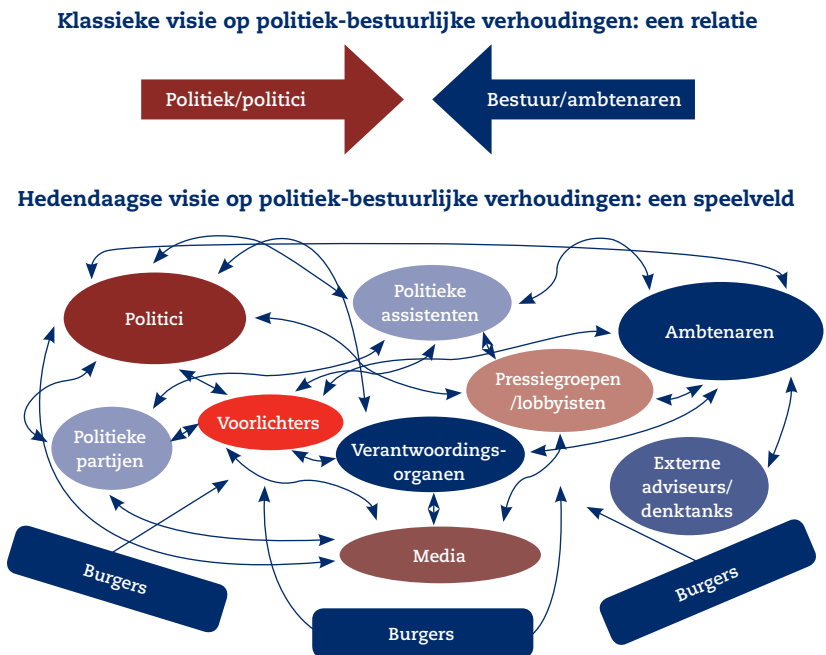 Klassieke visie op politiek-bestuurlijke verhoudingen: een relatie
Politiek/politici
Bestuur/ambtenaren
Hedendaagse visie op politiek-bestuurlijke verhoudingen: een speelveld
Politici
Politieke
assistenten
Ambtenaren
Pressiegroepen
/lobbyisten
Voorlichters
Politieke
partijen
Verantwoordings-
organen
Externe
adviseurs/
denktanks
Media
Burgers
Burgers
Burgers